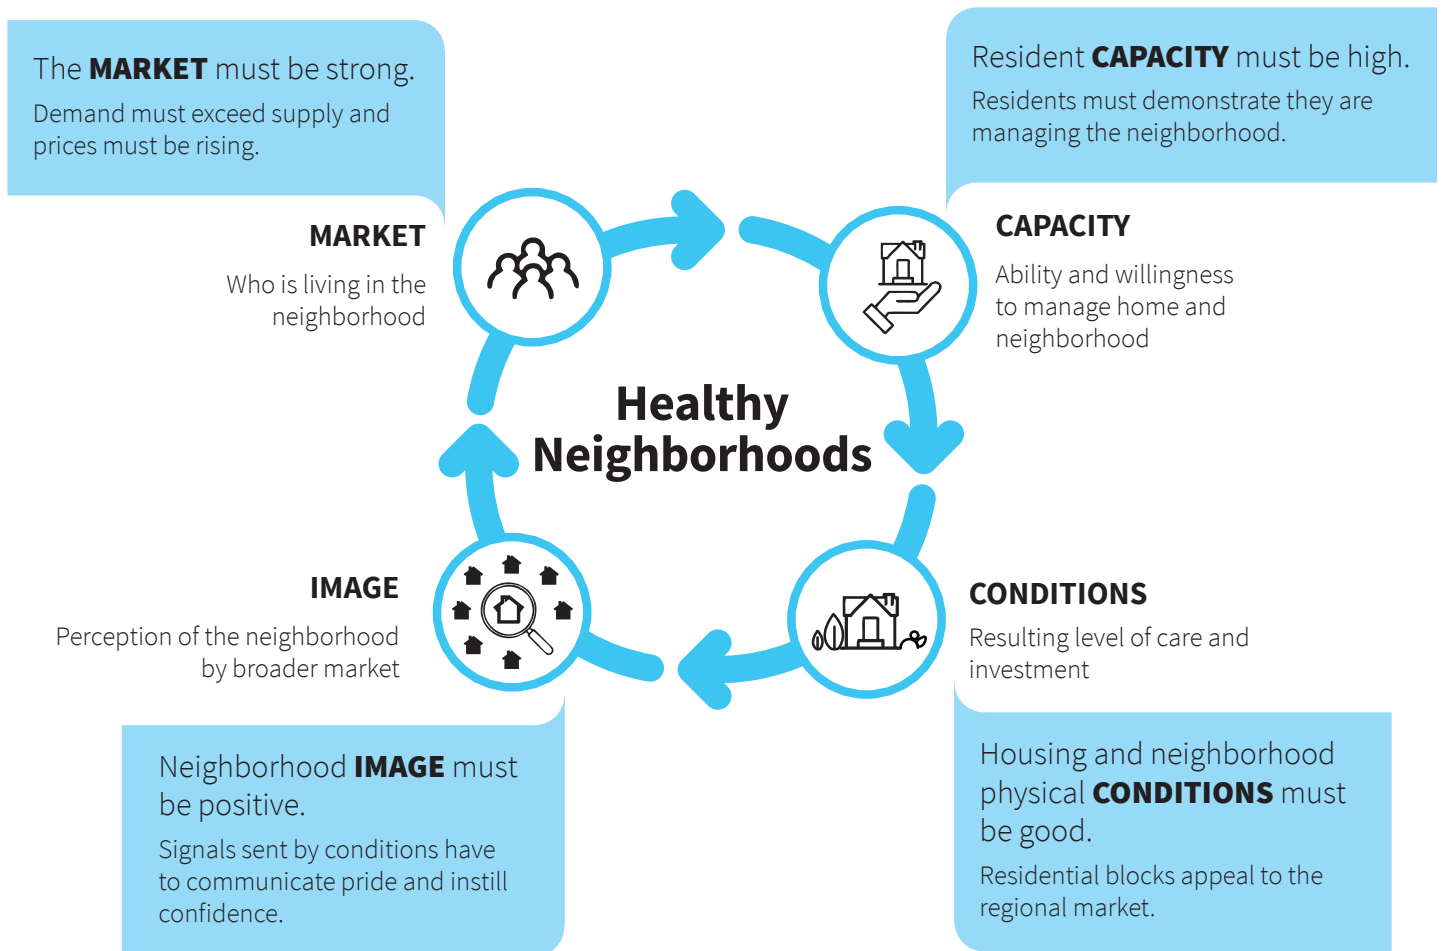 The MARKET must be strong.
Demand must exceed supply and
prices must be rising.
MARKET
Who is living in the
neighborhood
Resident CAPACITY must be high.
Residents must demonstrate they are
managing the neighborhood.
CAPACITY
Ability and willingness
to manage home and
neighborhood
Healthy
Neighborhoods
IMAGE
Perception of the neighborhood
by broader market
Neighborhood IMAGE must
be positive.
Signals sent by conditions have
to communicate pride and instill
confidence.
CONDITIONS
Resulting level of care and
investment
Housing and neighborhood
physical CONDITIONS must
be good.
Residential blocks appeal to the
regional market.